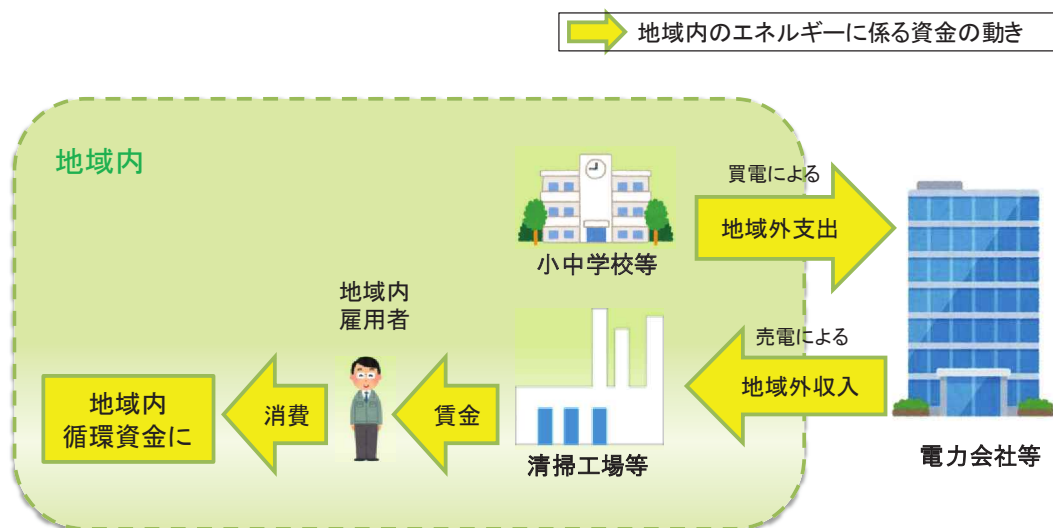 地域内のエネルギーに係る資金の動き
地域内
買電による
地域外支出
小中学校等
地域内
雇用者
売電による
地域外収入
賃金
消費
地域内
循環資金に
清掃工場等
電力会社等